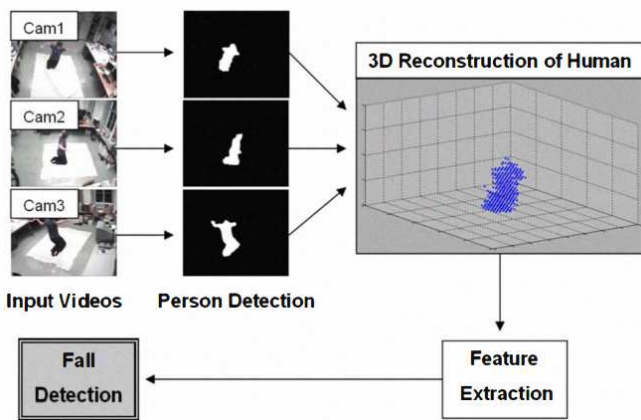 Cam1
Cam2
Cam3
Input Videos
Person Detection
3D Reconstruction of Human
Feature
Extraction
Fall
Detection